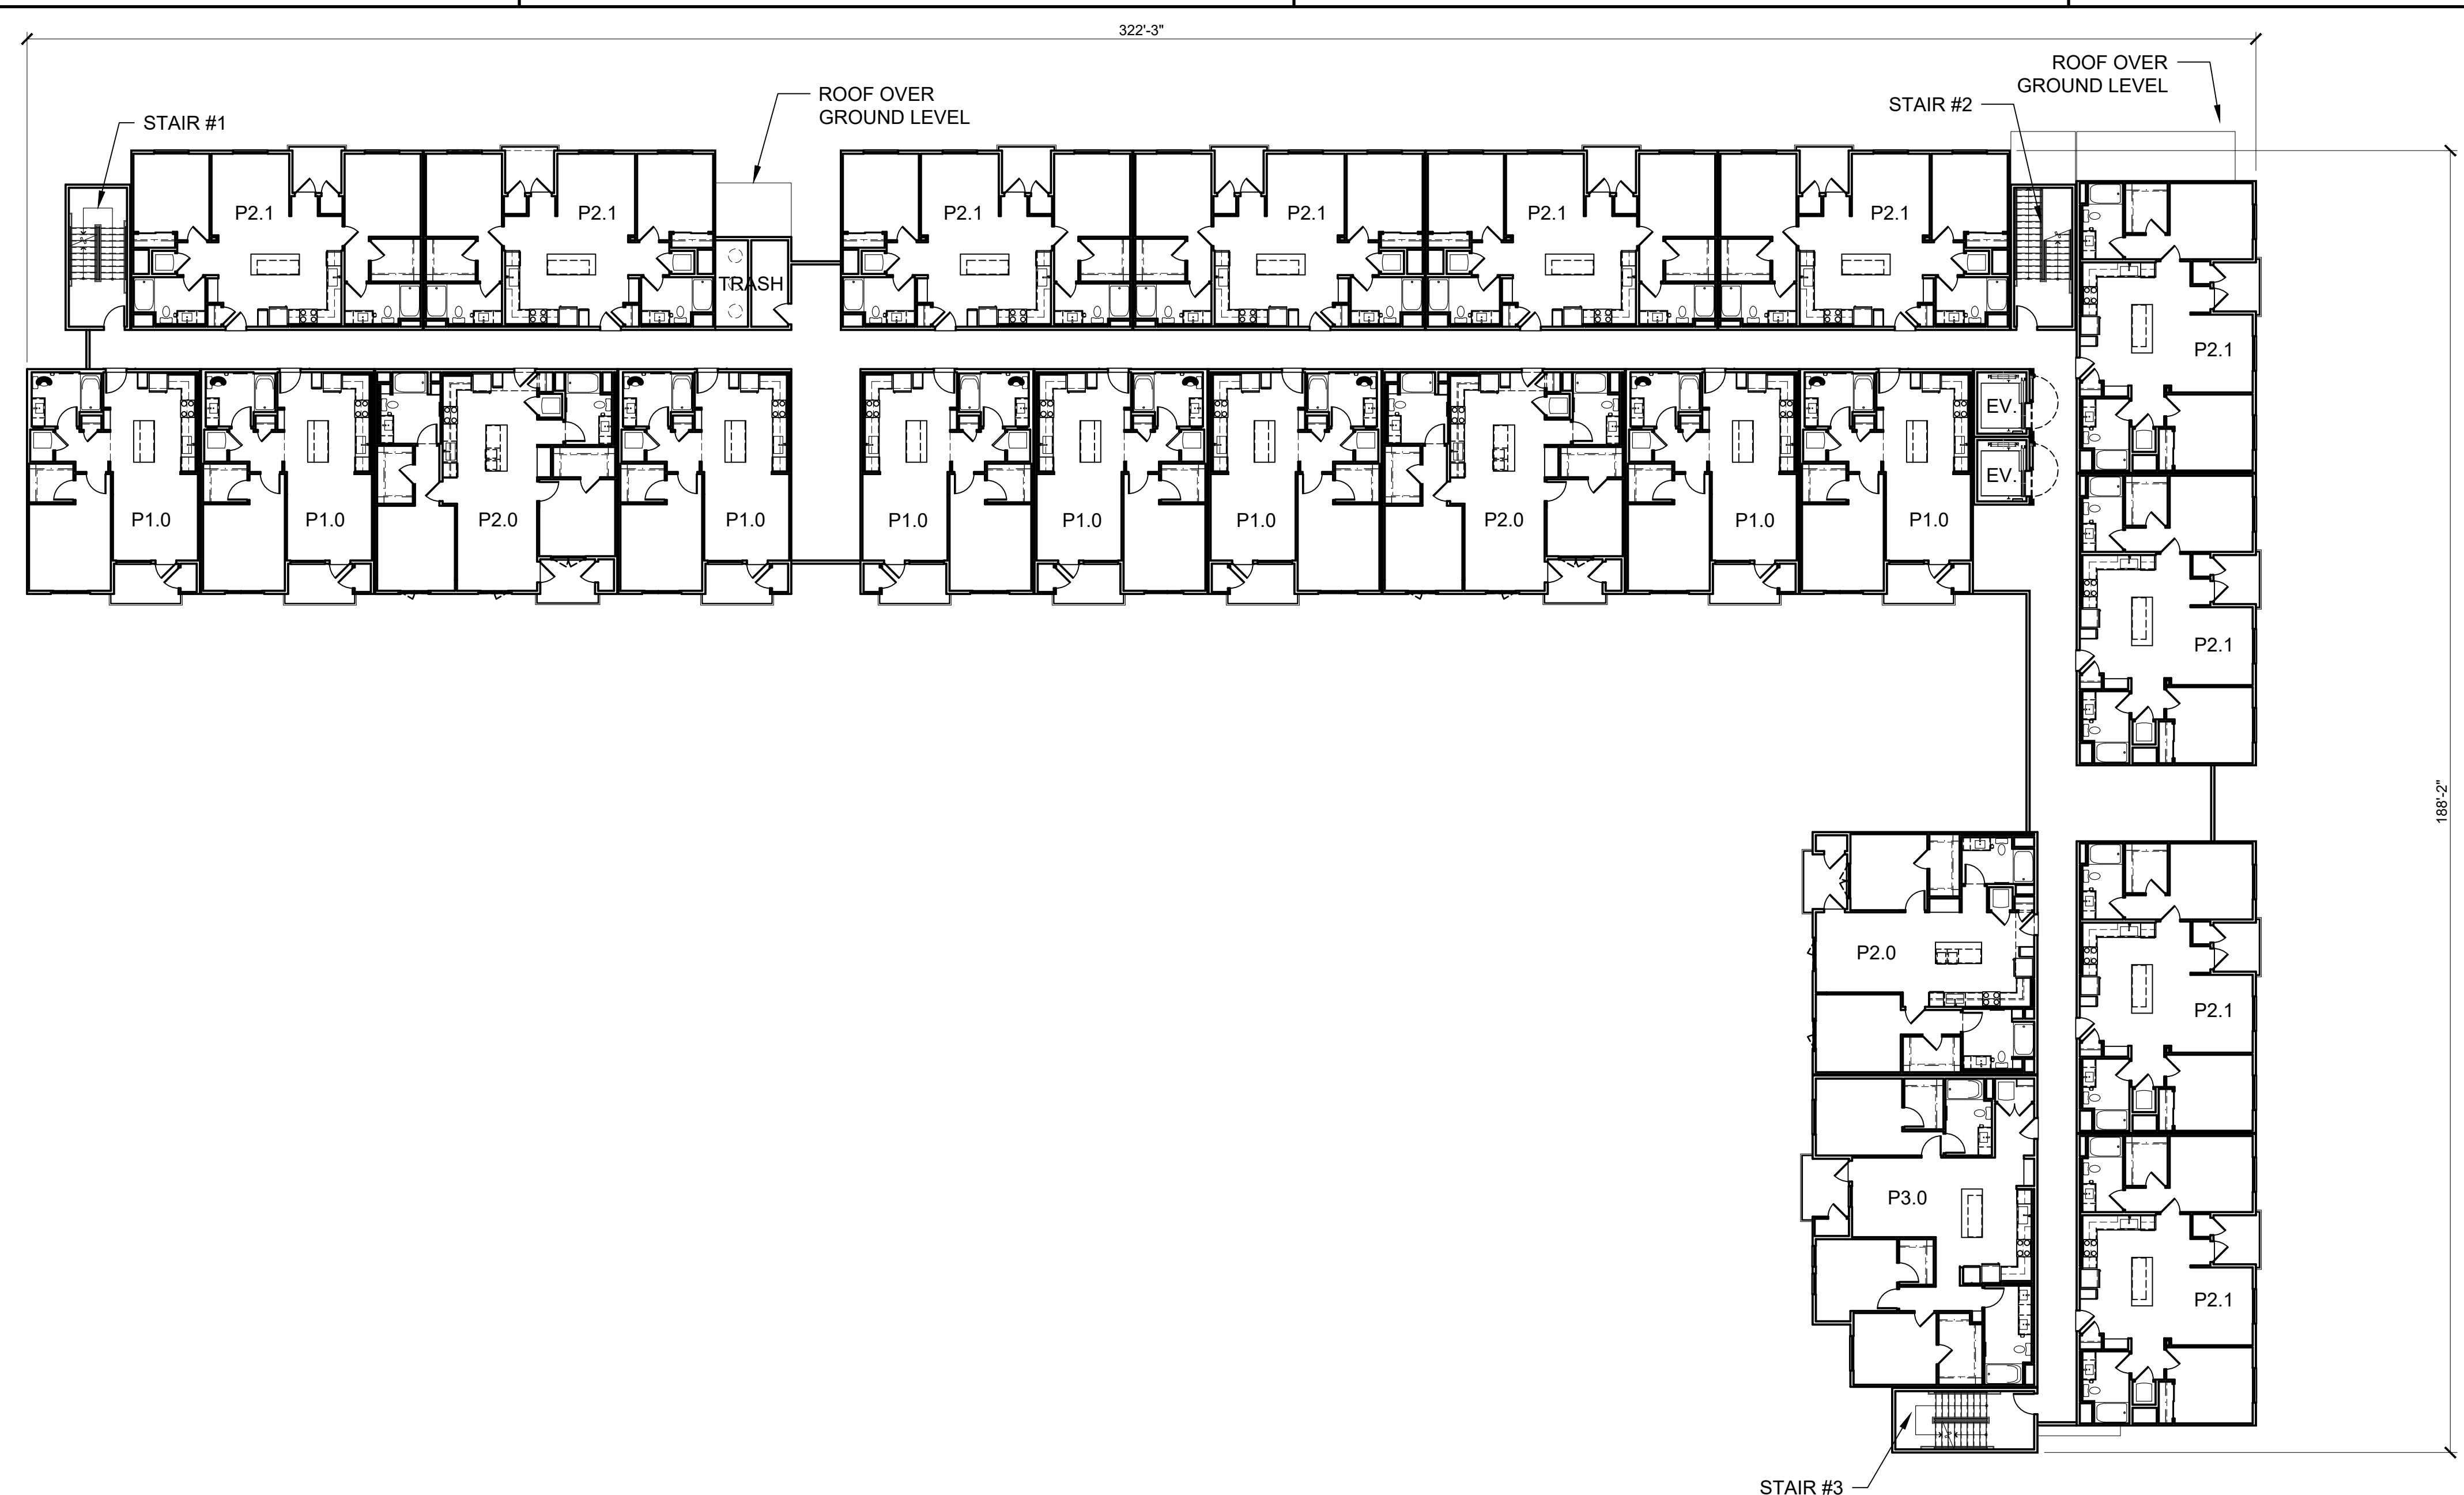 322'-3"
ROOF OVER
GROUND LEVEL
ROOF OVER
GROUND LEVEL
STAIR #2
STAIR #1
P2.1
P2.1
P2.1
P2.1
P2.1
P2.1
TRASH
P2.1
EV.
EV.
P1.0
P1.0
P2.0
P1.0
P1.0
P1.0
P1.0
P2.0
P1.0
P1.0
P2.1
188'-2"
P2.0
P2.1
P3.0
P2.1
STAIR #3